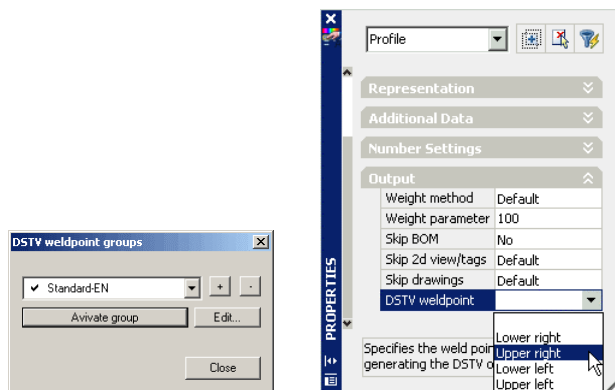 DSTV weldpoint groups
Standard-EN
+
-
Avivate group
Edit...
Close
PROPERTIES
Profile
Representation
Additional Data
Number Settings
Output
Weight method Default
Weight parameter 100
Skip BOM No
Skip 2d view/tags Default
Skip drawings Default
DSTV weldpoint
Lower right
Upper right
Lower left
Upper left
Specifies the weld poin
generating the DSTV o